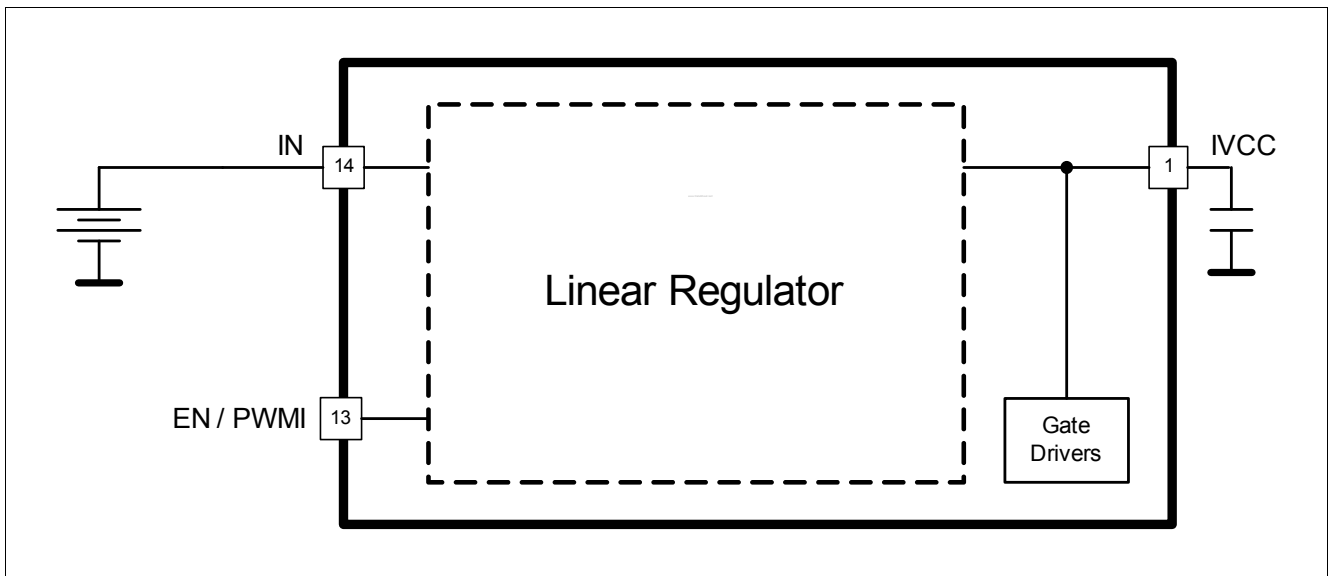 IN
14
1
IVCC
Linear Regulator
EN / PWMI
13
Gate
Drivers